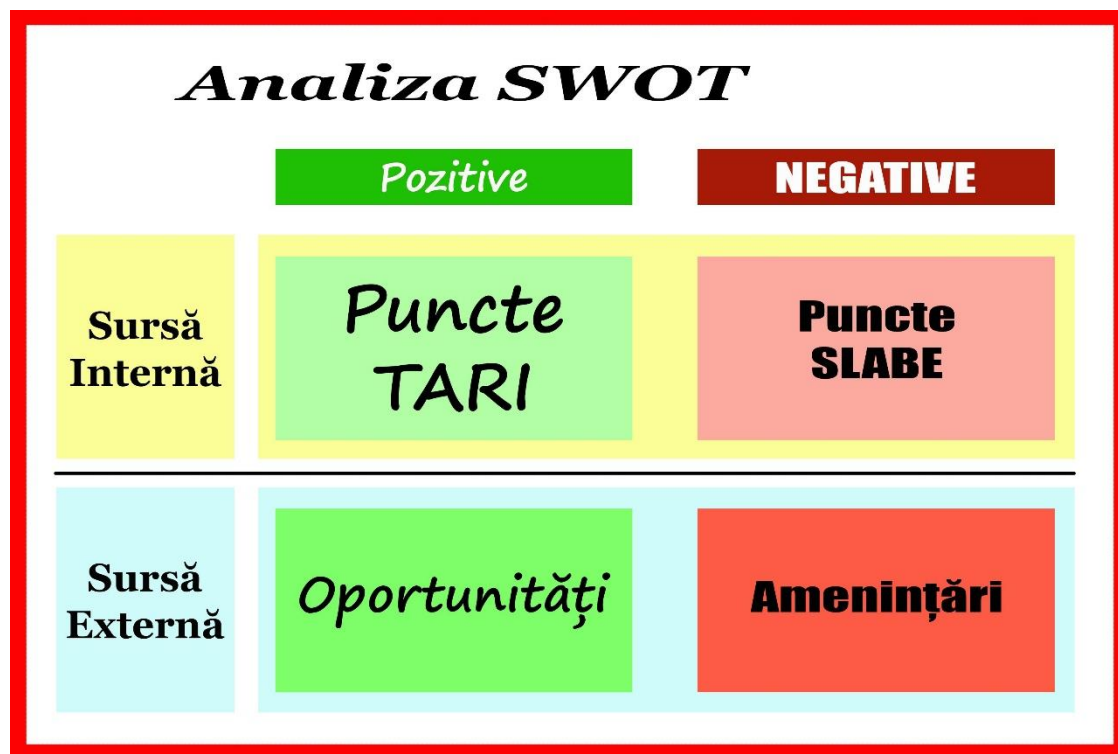 Analiza SWOT
Pozitive
NEGATIVE
Sursă
Internă
Puncte
TARI
Puncte
SLABE
Sursă
Externă
Oportunități
Amenințări